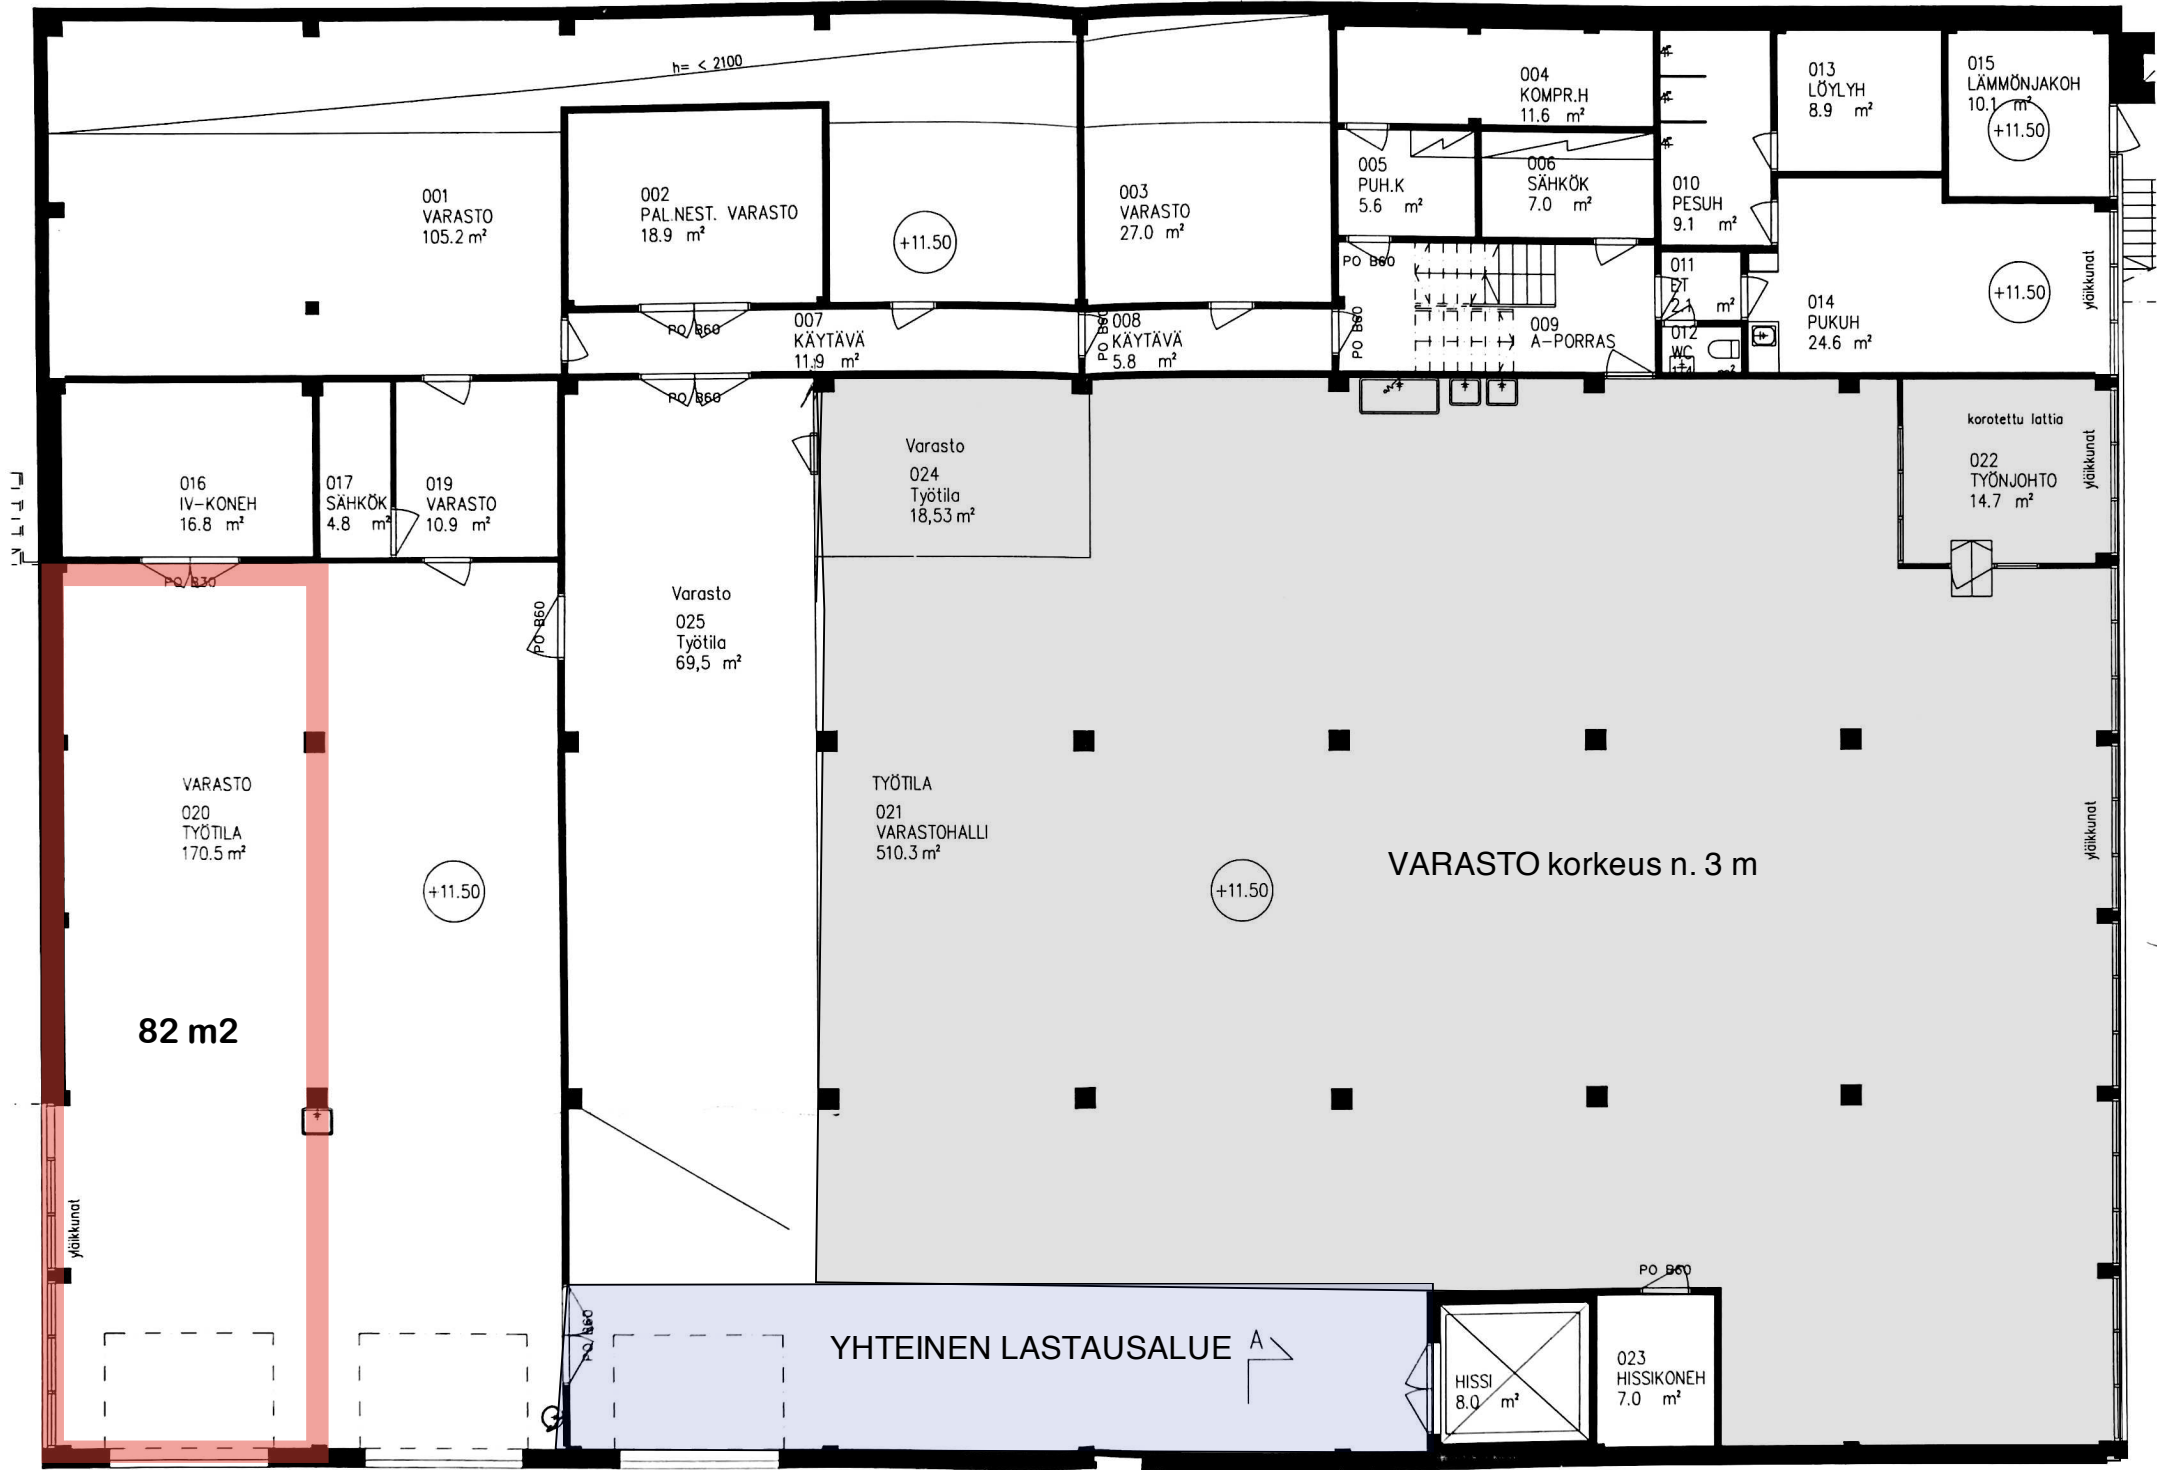 h= < 2100
001
VARASTO
105.2 m²
002
PAL.NEST. VARASTO
18.9 m²
+11.50
003
VARASTO
27.0 m²
004
KOMPR.H
11.6 m²
005
PUH.K
5.6 m²
006
SÄHKÖK
7.0 m²
010
PESUH
9.1 m²
013
LÖYLYH
8.9 m²
015
LÄMMÖNJAKOH
10.1 m²
+11.50
PO B60
011
ET
2.1 m²
012
WC
1.4 m²
014
PUKUH
24.6 m²
+11.50
yläikkunat
PO B60
007
KÄYTÄVÄ
11.9 m²
PO B60
008
KÄYTÄVÄ
5.8 m²
PO B60
009
A-PORRAS
PO B60
016
IV-KONEH
16.8 m²
017
SÄHKÖK
4.8 m²
019
VARASTO
10.9 m²
Varasto
024
Työtila
18,53 m²
korotettu lattia
022
TYÖNJOHTO
14.7 m²
yläikkunat
PO B30
PO B60
Varasto
025
Työtila
69,5 m²
VARASTO
020
TYÖTILA
170.5 m²
+11.50
TYÖTILA
021
VARASTOHALLI
510.3 m²
+11.50
VARASTO korkeus n. 3 m
yläikkunat
82 m2
yläikkunat
PO B60
YHTEINEN LASTAUSALUE
A
HISSI
8.0 m²
PO B60
023
HISSIKONEH
7.0 m²